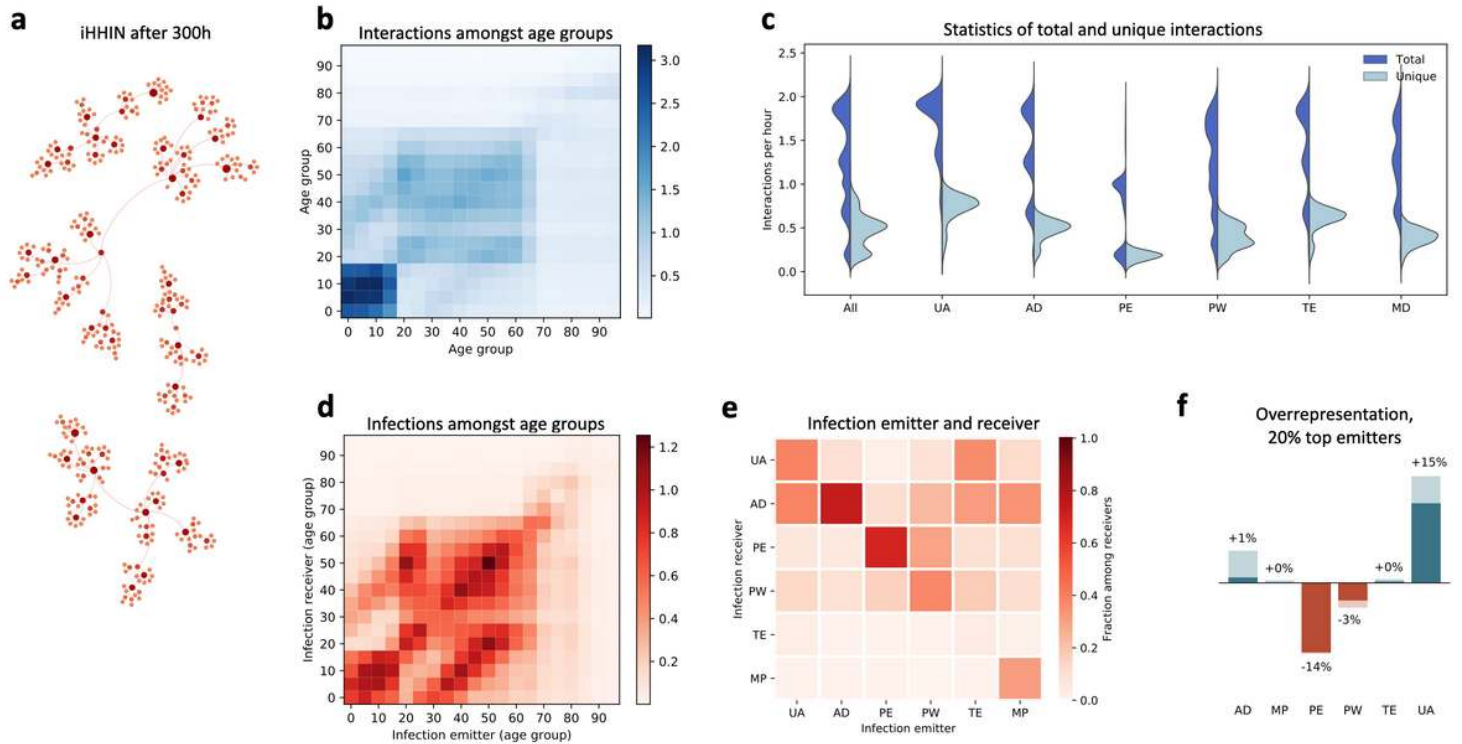 a
iHHIN after 300h
b
Interactions amongst age groups
90
80
70
60
50
40
30
20
10
0
0 10 20 30 40 50 60 70 80 90
Age group
Age group
3.0
2.5
2.0
1.5
1.0
0.5
c
Statistics of total and unique interactions
Total
Unique
2.5
2.0
1.5
1.0
0.5
0.0
Interactions per hour
All UA AD PE PW TE MD
d
Infections amongst age groups
90
80
70
60
50
40
30
20
10
0
0 10 20 30 40 50 60 70 80 90
Infection receiver (age group)
Infection emitter (age group)
1.2
1.0
0.8
0.6
0.4
0.2
e
Infection emitter and receiver
UA
AD
PE
PW
TE
MP
Infection receiver
UA AD PE PW TE MP
Infection emitter
1.0
0.8
0.6
0.4
0.2
0.0
Fraction among receivers
f
Overrepresentation,
20% top emitters
+1%
+0%
-14%
-3%
+0%
+15%
AD MP PE PW TE UA